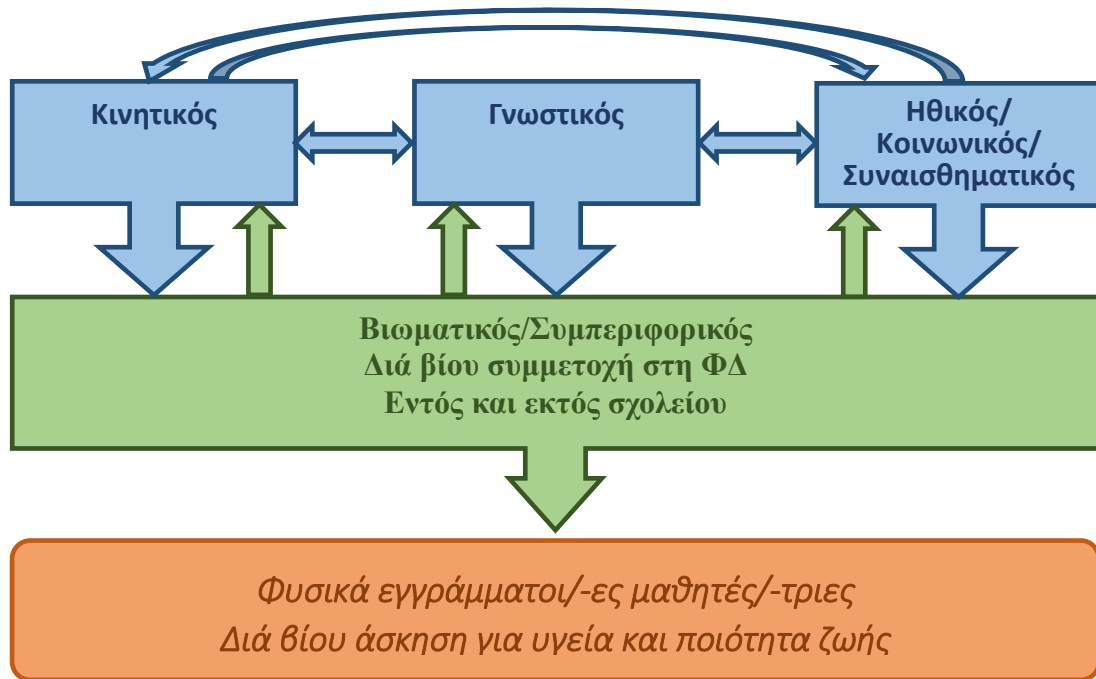 Κινητικός
Γνωστικός
Ηθικός/
Κοινωνικός/
Συναισθηματικός
Βιωματικός/Συμπεριφορικός
Διά βίου συμμετοχή στη ΦΔ
Εντός και εκτός σχολείου
Φυσικά εγγράμματοι/-ες μαθητές/-τριες
Διά βίου άσκηση για υγεία και ποιότητα ζωής